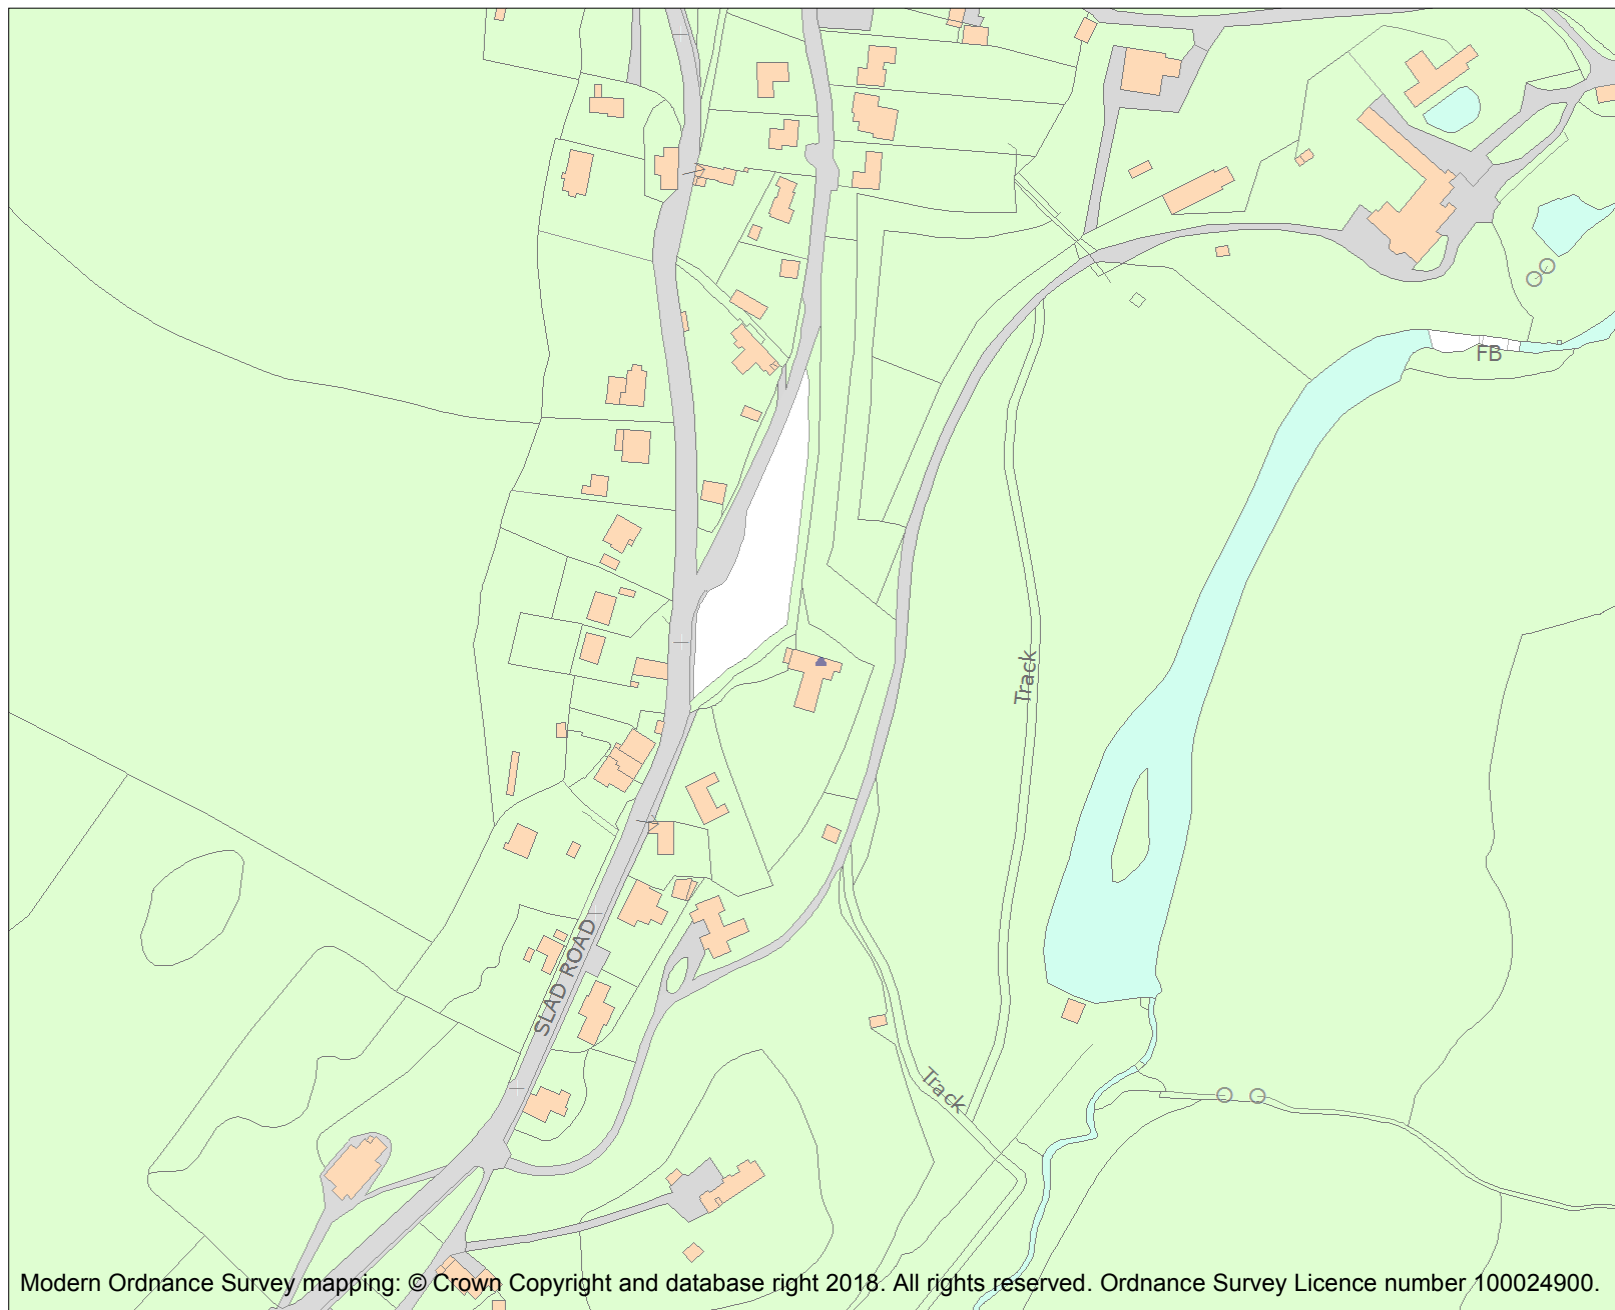 FB
Track
SLAD ROAD
Track
Modern Ordnance Survey mapping: © Crown Copyright and database right 2018. All rights reserved. Ordnance Survey Licence number 100024900.